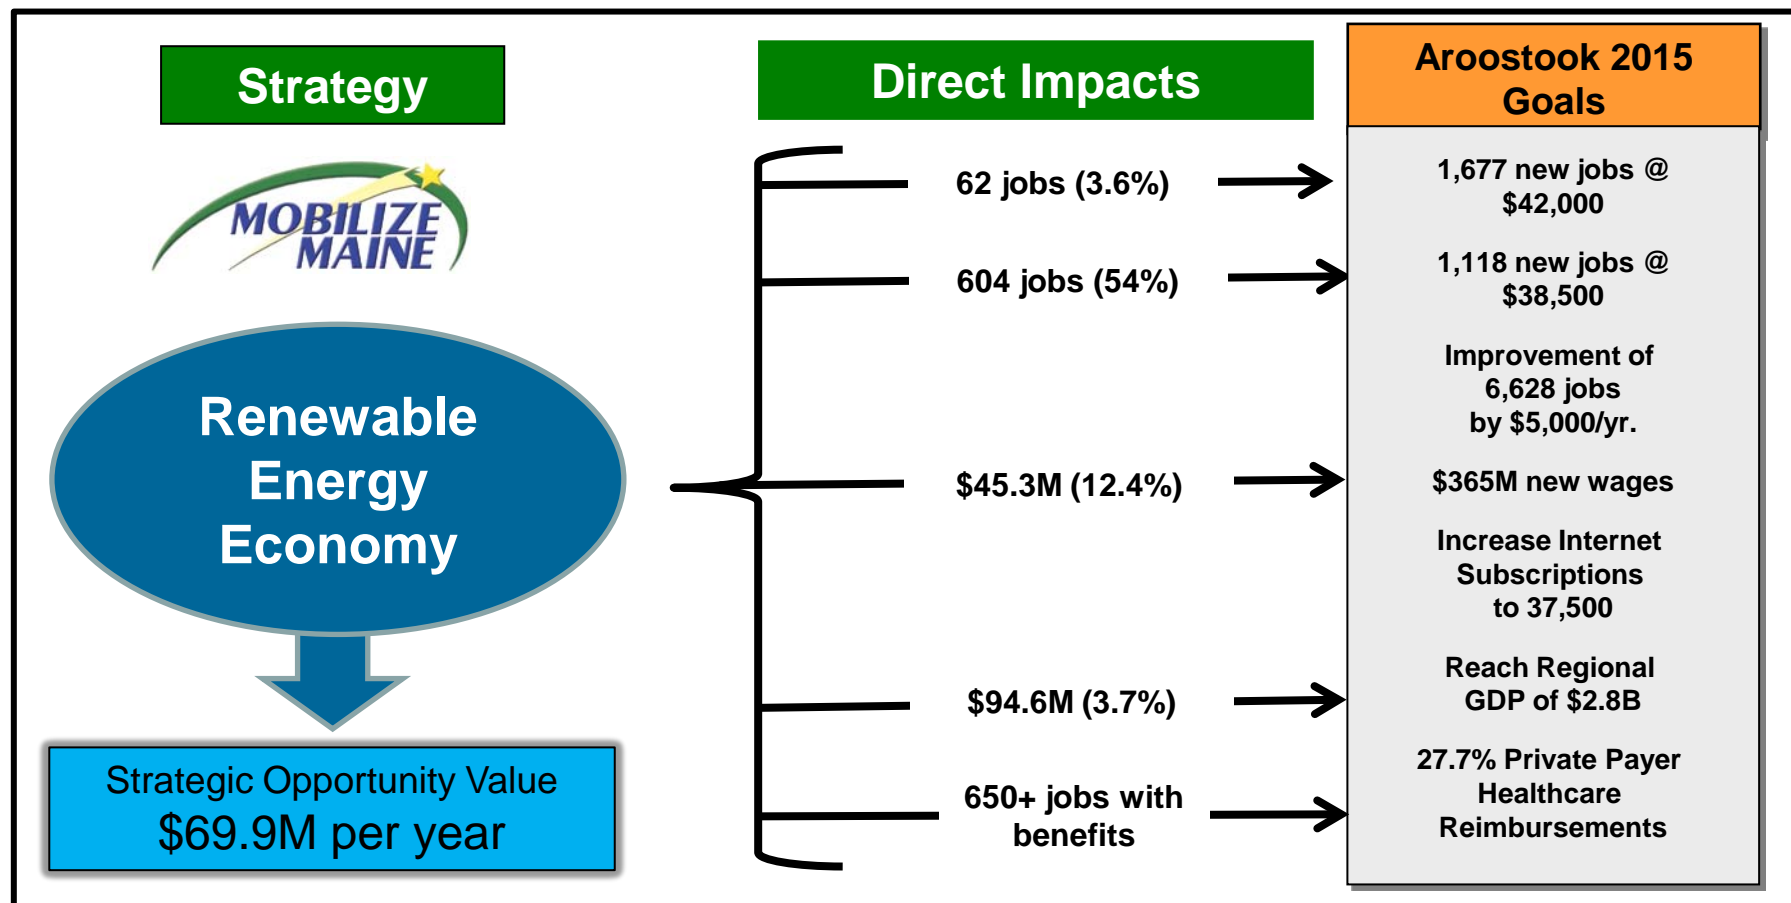 Strategy
MOBILIZE
MAINE
Renewable
Energy
Economy
Strategic Opportunity Value
$69.9M per year
Direct Impacts
62 jobs (3.6%)
604 jobs (54%)
$45.3M (12.4%)
$94.6M (3.7%)
650+ jobs with
benefits
Aroostook 2015
Goals
1,677 new jobs @
$42,000
1,118 new jobs @
$38,500
Improvement of
6,628 jobs
by $5,000/yr.
$365M new wages
Increase Internet
Subscriptions
to 37,500
Reach Regional
GDP of $2.8B
27.7% Private Payer
Healthcare
Reimbursements